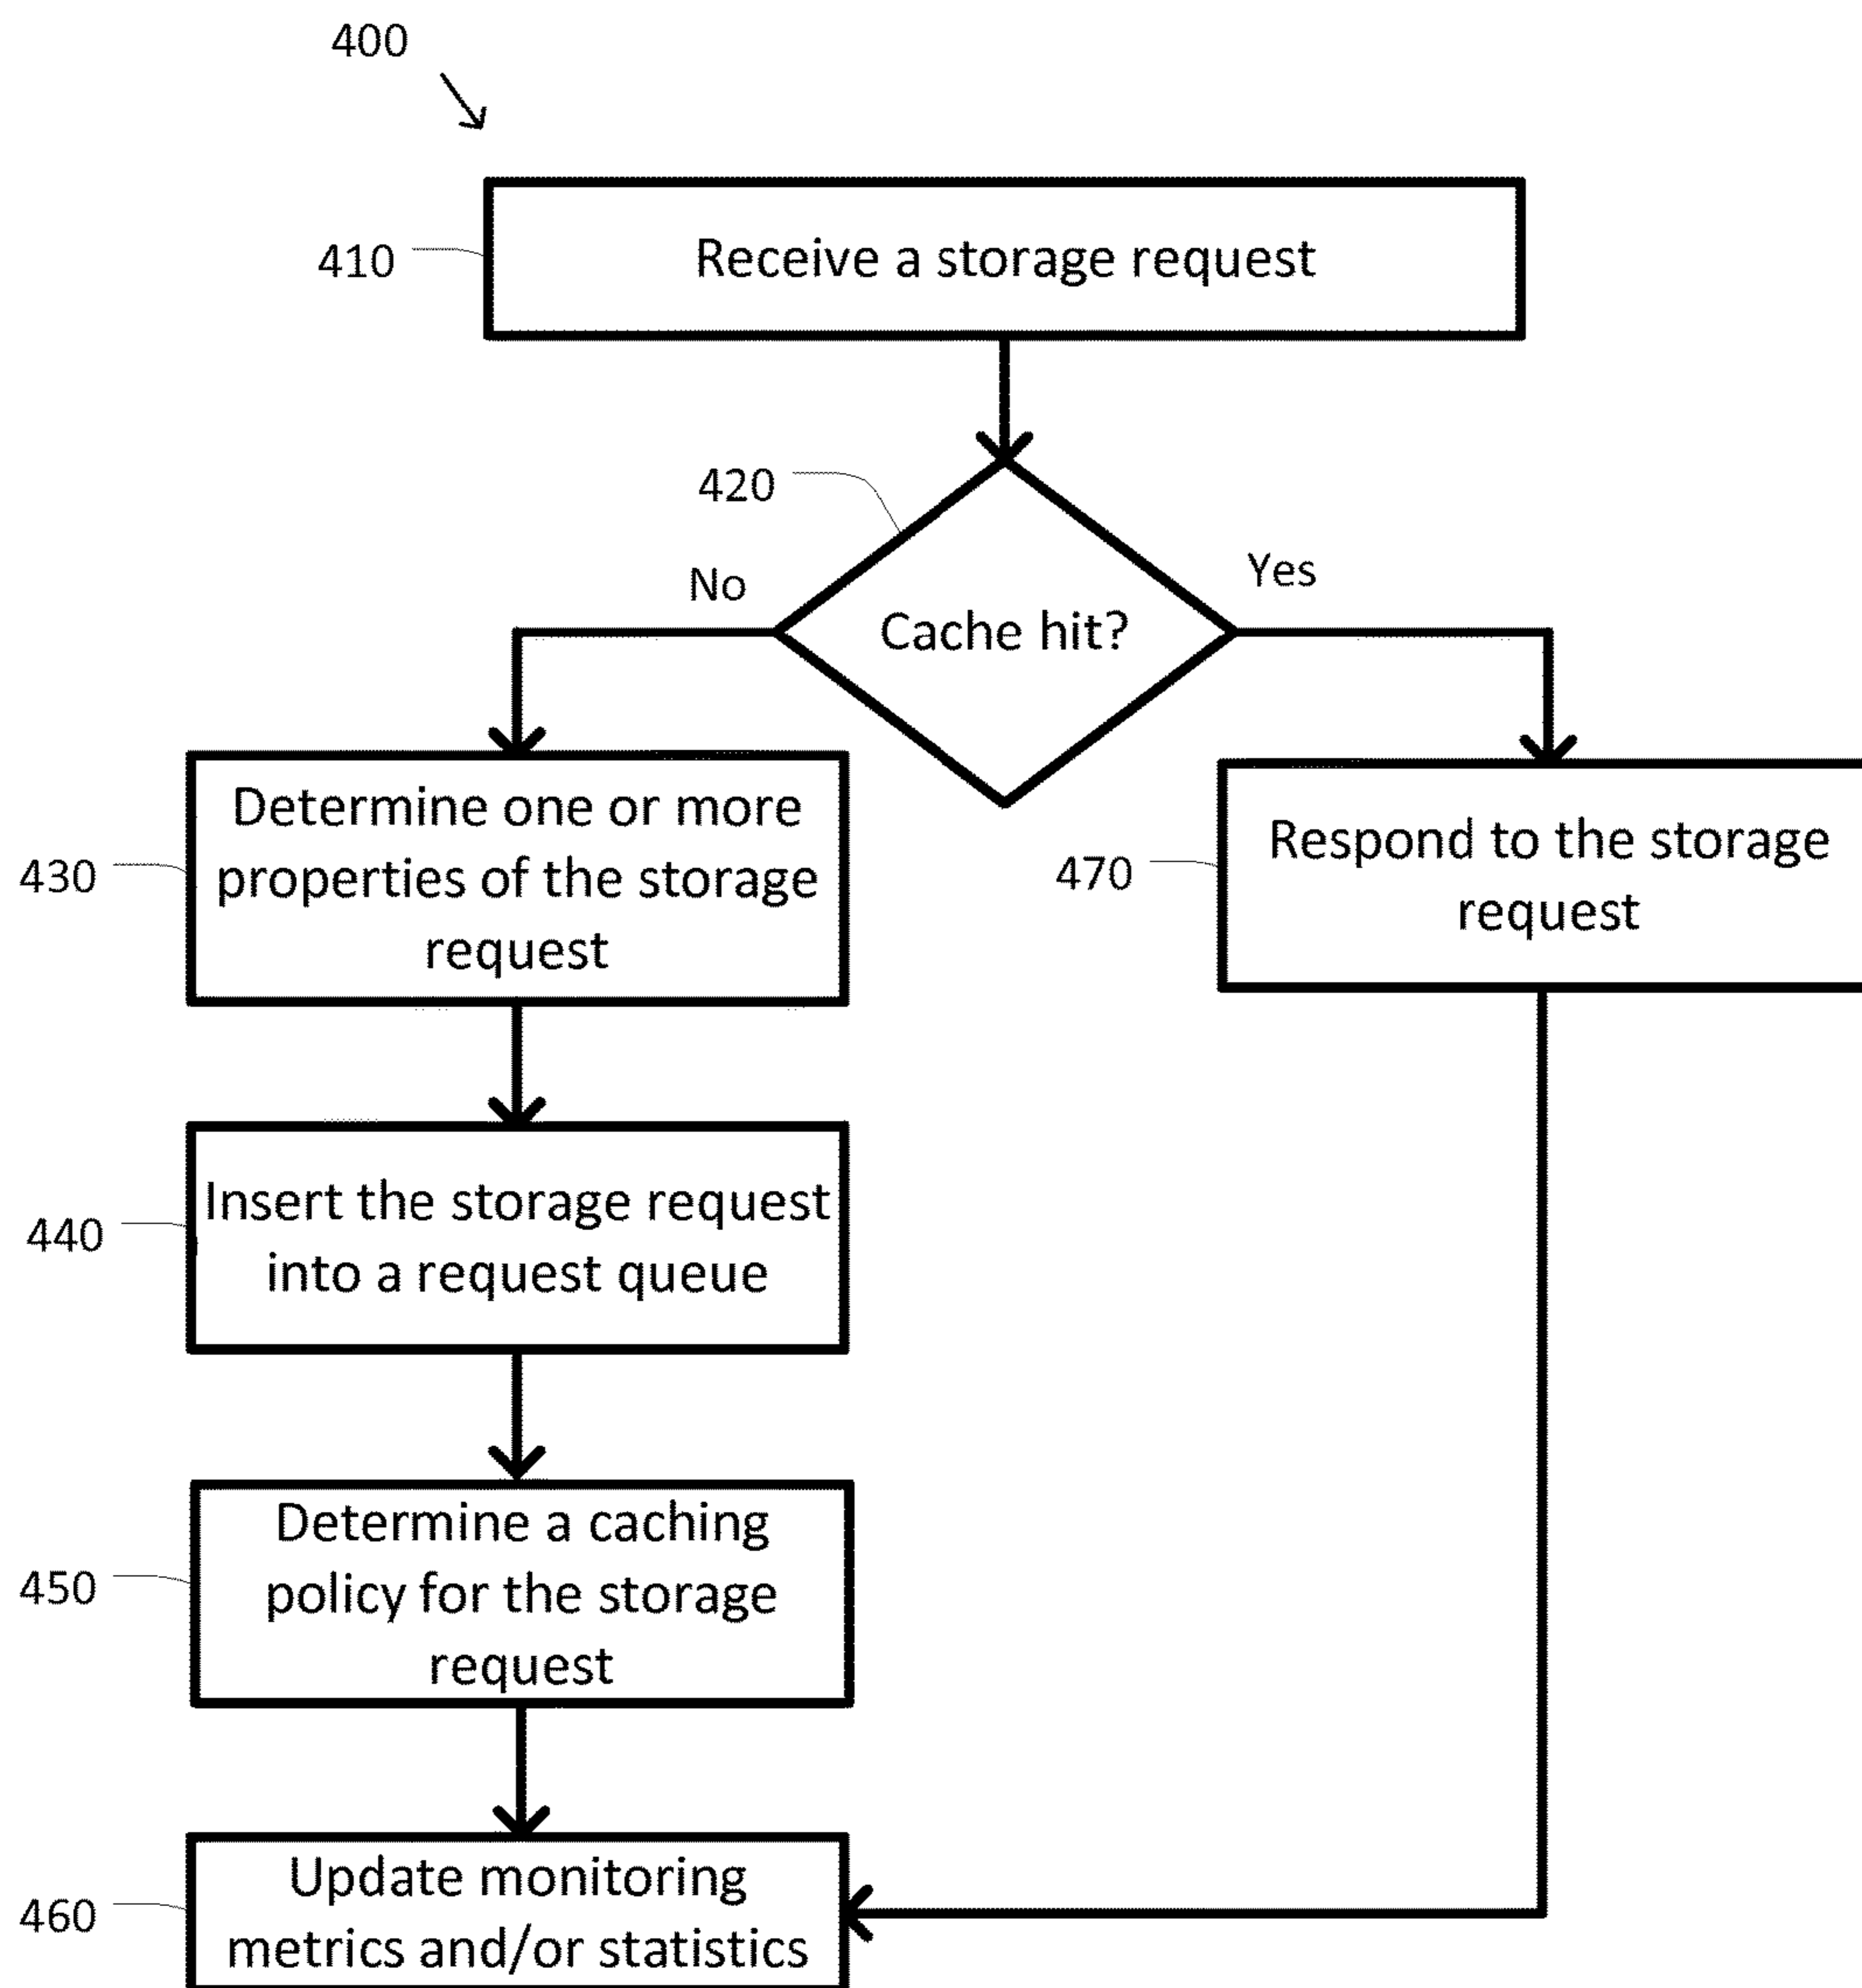 400
410
Receive a storage request
420
No
Yes
Cache hit?
430
Determine one or more
properties of the storage
request
470
Respond to the storage
request
440
Insert the storage request
into a request queue
450
Determine a caching
policy for the storage
request
460
Update monitoring
metrics and/or statistics